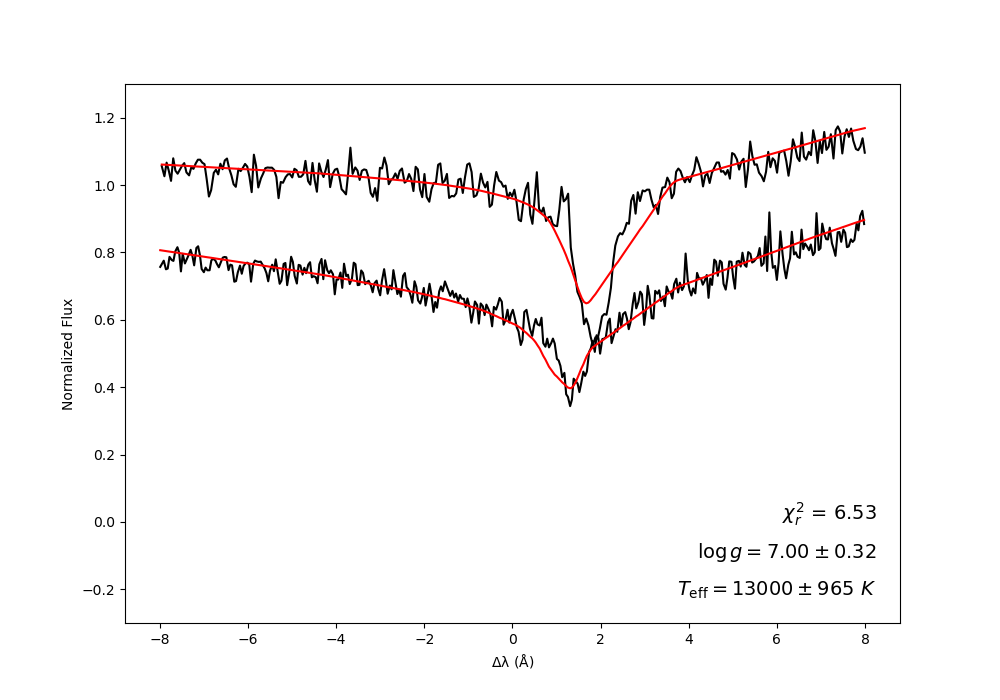 1.2
1.0
0.8
0.6
0.4
0.2
0.0
−0.2
Normalized Flux
χ²ᵣ = 6.53
log g = 7.00 ± 0.32
T_eff = 13000 ± 965 K
−8 −6 −4 −2 0 2 4 6 8
Δλ (Å)